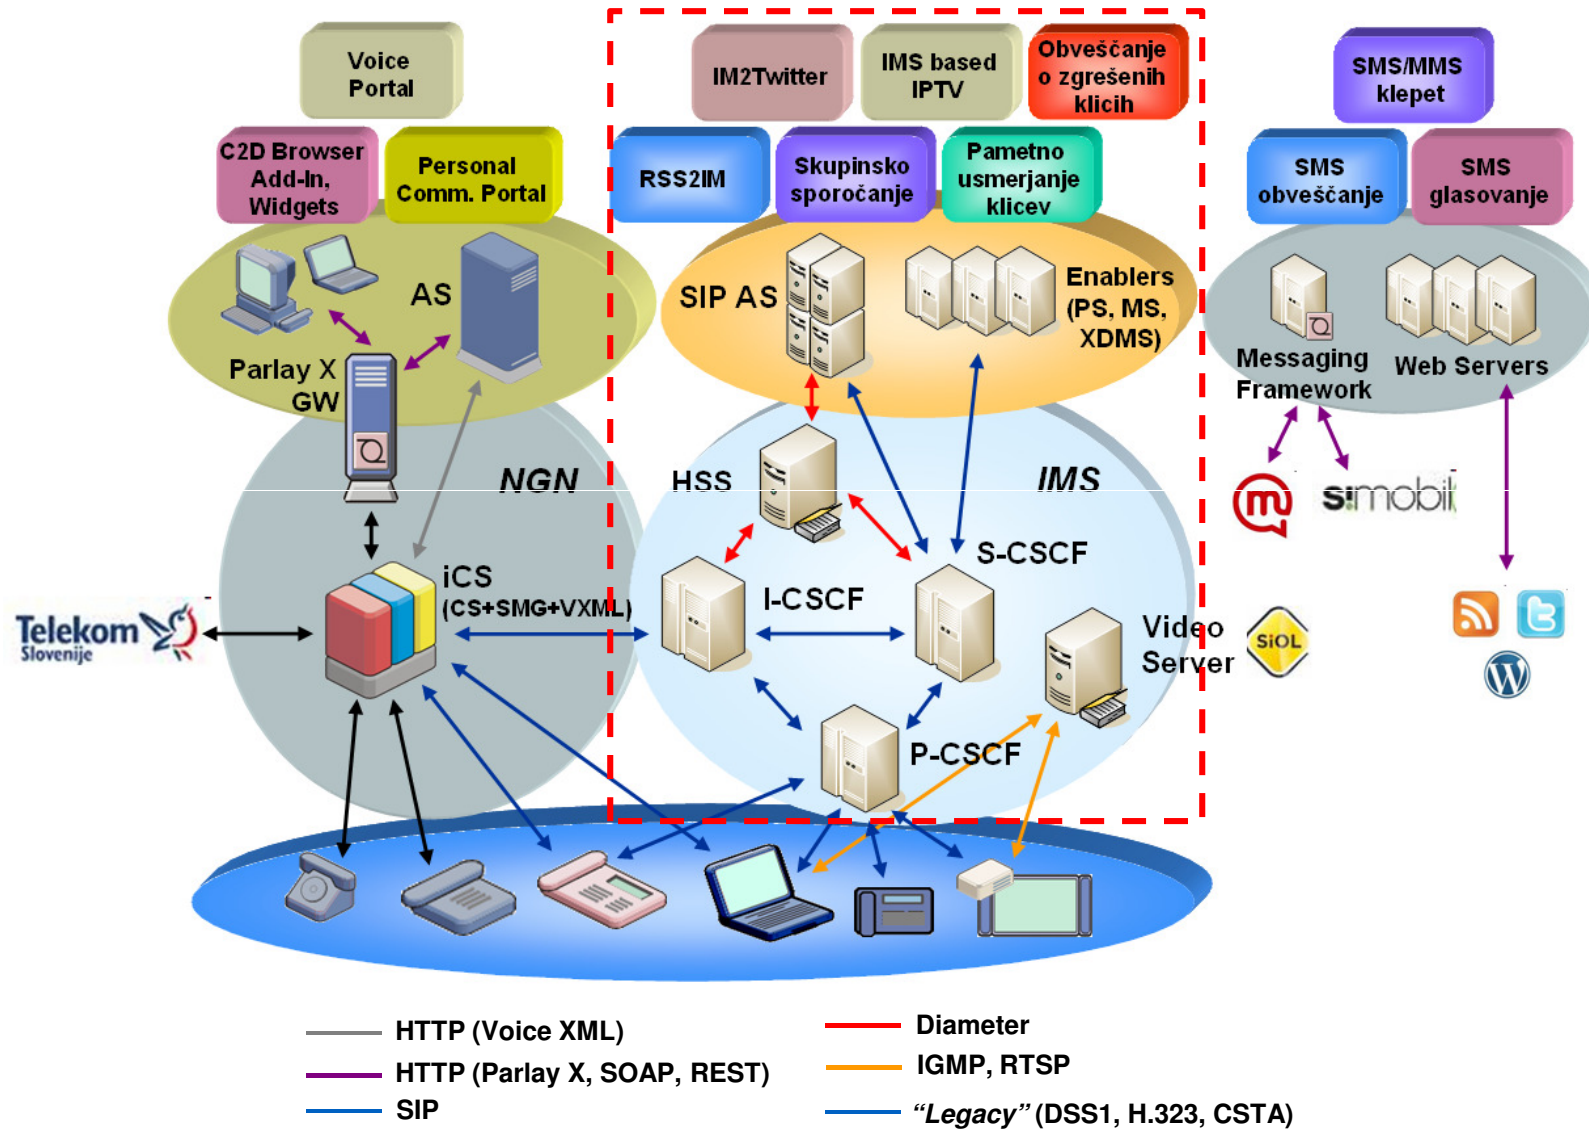 Voice
Portal
IM2Twitter
IMS based
IPTV
Obveščanje
o zgrešenih
klicih
SMS/MMS
klepet
C2D Browser
Add-In,
Widgets
Personal
Comm. Portal
RSS2IM
Skupinsko
sporočanje
Pametno
usmerjanje
klicev
SMS
obveščanje
SMS
glasovanje
AS
Parlay X
GW
SIP AS
Enablers
(PS, MS,
XDMS)
Messaging
Framework
Web Servers
NGN
HSS
IMS
m
s:mobil
iCS
(CS+SMG+VXML)
I-CSCF
S-CSCF
Telekom
Slovenije
Video
Server
SiOL
P-CSCF
HTTP (Voice XML)
HTTP (Parlay X, SOAP, REST)
SIP
Diameter
IGMP, RTSP
“Legacy” (DSS1, H.323, CSTA)